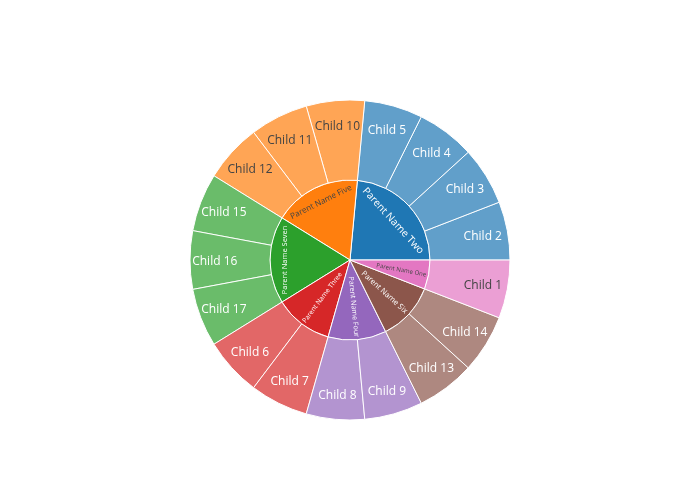 Child 10
Child 5
Child 11
Child 4
Child 12
Child 3
Parent Name Five
Parent Name Two
Child 15
Child 2
Parent Name Seven
Child 16
Parent Name One
Child 1
Parent Name Six
Parent Name Three
Parent Name Four
Child 17
Child 14
Child 6
Child 13
Child 7
Child 9
Child 8